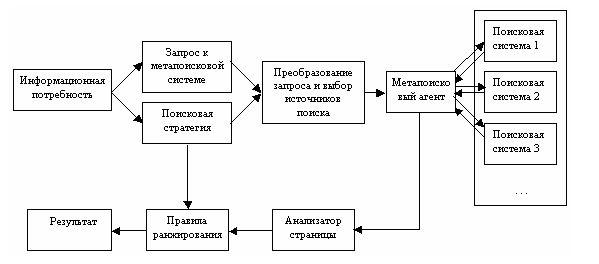 Информационная
потребность
Запрос к
метапоисковой
системе
Поисковая
стратегия
Преобразование
запроса и выбор
источников
поиска
Метапоиско
вый агент
Поисковая
система 1
Поисковая
система 2
Поисковая
система 3
...
Результат
Правила
ранжирования
Анализатор
страницы